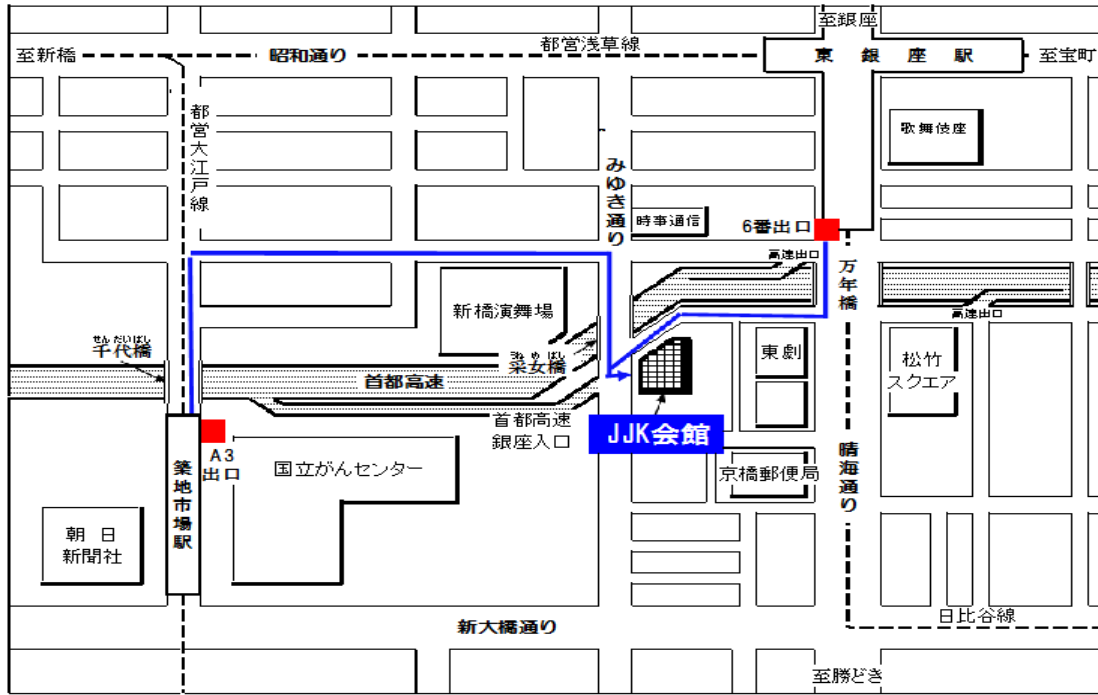 至銀座
至新橋
昭和通り
都営浅草線
東銀座駅
至宝町
都営大江戸線
歌舞伎座
みゆき通り
時事通信
6番出口
高速出口
万年橋
高速出口
新橋演舞場
せんだいばし
千代橋
采女橋
首都高速
東劇
松竹
スクエア
首都高速
銀座入口
JJK会館
A3
出口
国立がんセンター
京橋郵便局
晴海通り
築地市場駅
朝日
新聞社
日比谷線
新大橋通り
至勝どき